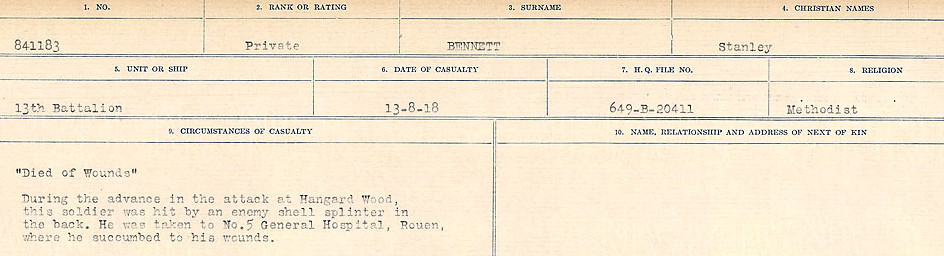 1. NO. 2. RANK OR RATING 3. SURNAME 4. CHRISTIAN NAMES
841183 Private BENNETT Stanley
5. UNIT OR SHIP 6. DATE OF CASUALTY 7. H.Q. FILE NO. 8. RELIGION
13th Battalion 13-8-18 649-B-20411 Methodist
9. CIRCUMSTANCES OF CASUALTY 10. NAME, RELATIONSHIP AND ADDRESS OF NEXT OF KIN
"Died of Wounds"
During the advance in the attack at Hangard Wood,
this soldier was hit by an enemy shell splinter in
the back. He was taken to No.5 General Hospital, Rouen,
where he succumbed to his wounds.